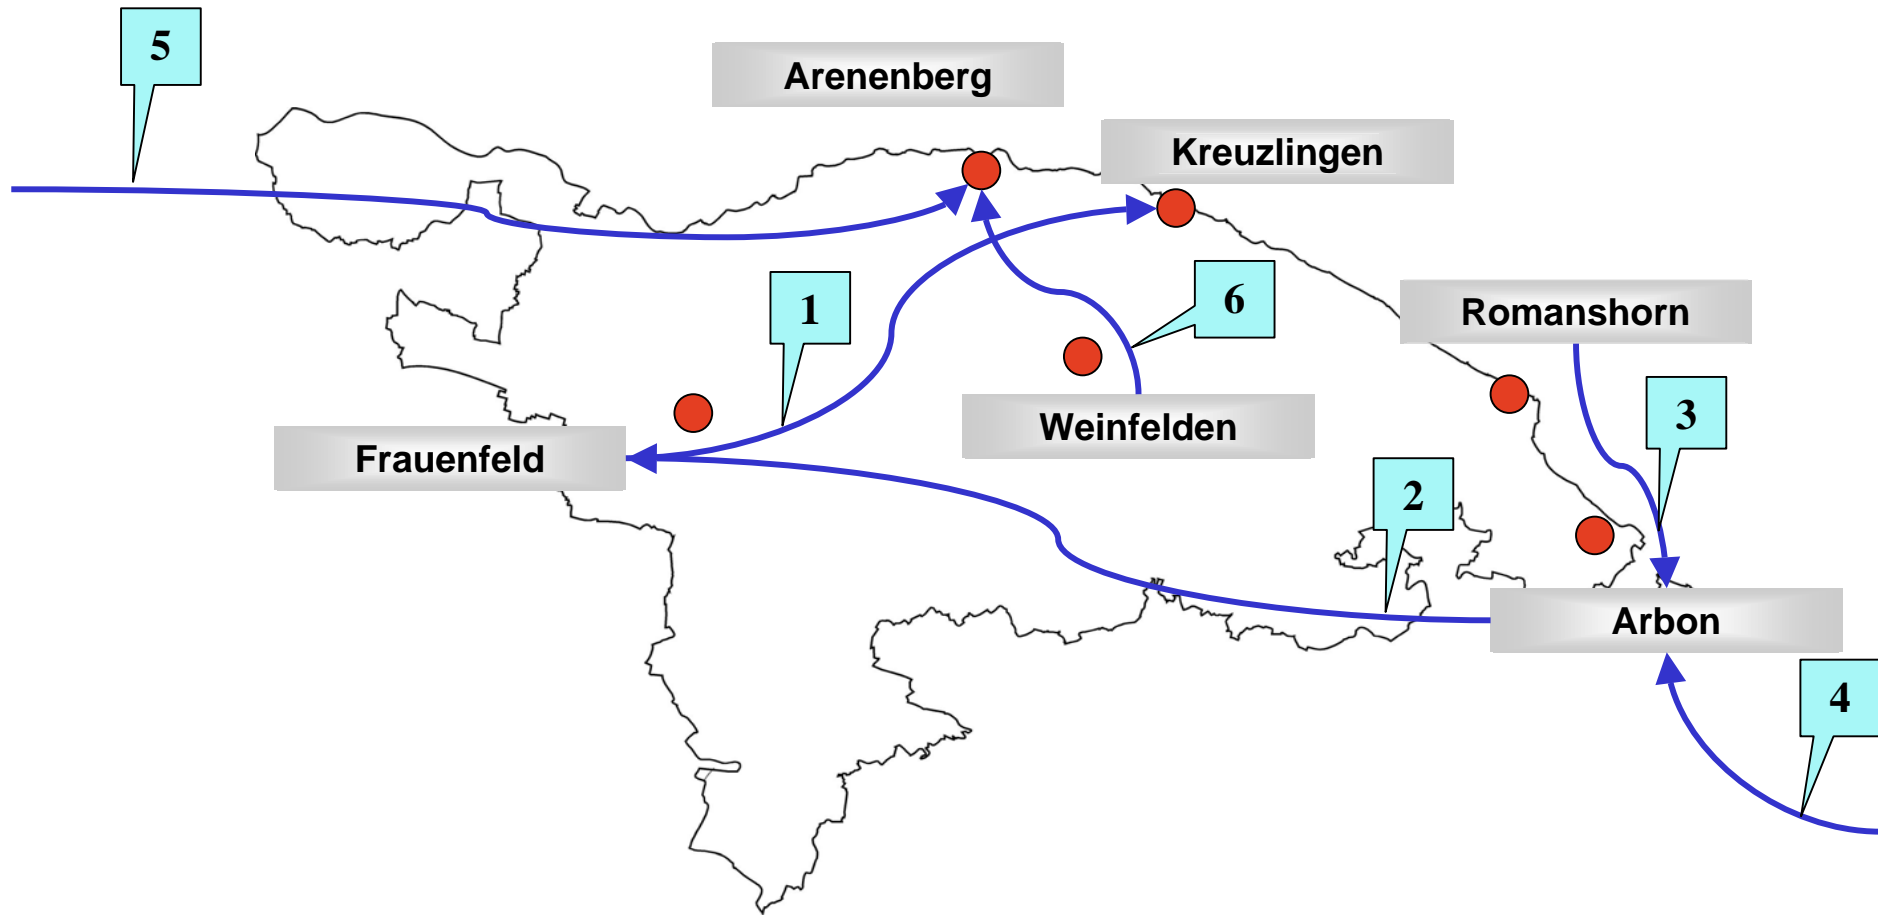 5
Arenenberg
Kreuzlingen
1
6
Romanshorn
3
Weinfelden
Frauenfeld
2
Arbon
4